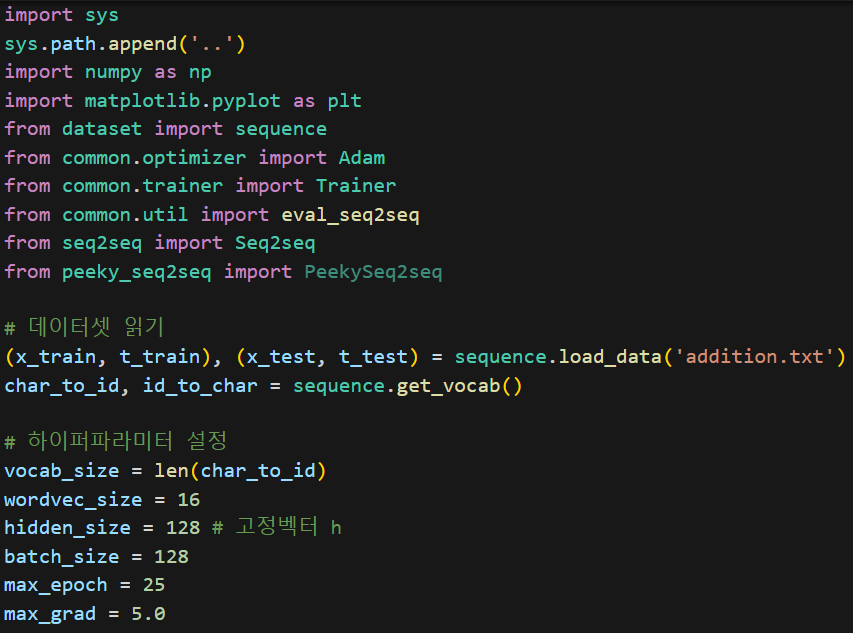 import sys
sys.path.append('..')
import numpy as np
import matplotlib.pyplot as plt
from dataset import sequence
from common.optimizer import Adam
from common.trainer import Trainer
from common.util import eval_seq2seq
from seq2seq import Seq2seq
from peeky_seq2seq import PeekySeq2seq
# 데이터셋 읽기
(x_train, t_train), (x_test, t_test) = sequence.load_data('addition.txt')
char_to_id, id_to_char = sequence.get_vocab()
# 하이퍼파라미터 설정
vocab_size = len(char_to_id)
wordvec_size = 16
hidden_size = 128 # 고정벡터 h
batch_size = 128
max_epoch = 25
max_grad = 5.0